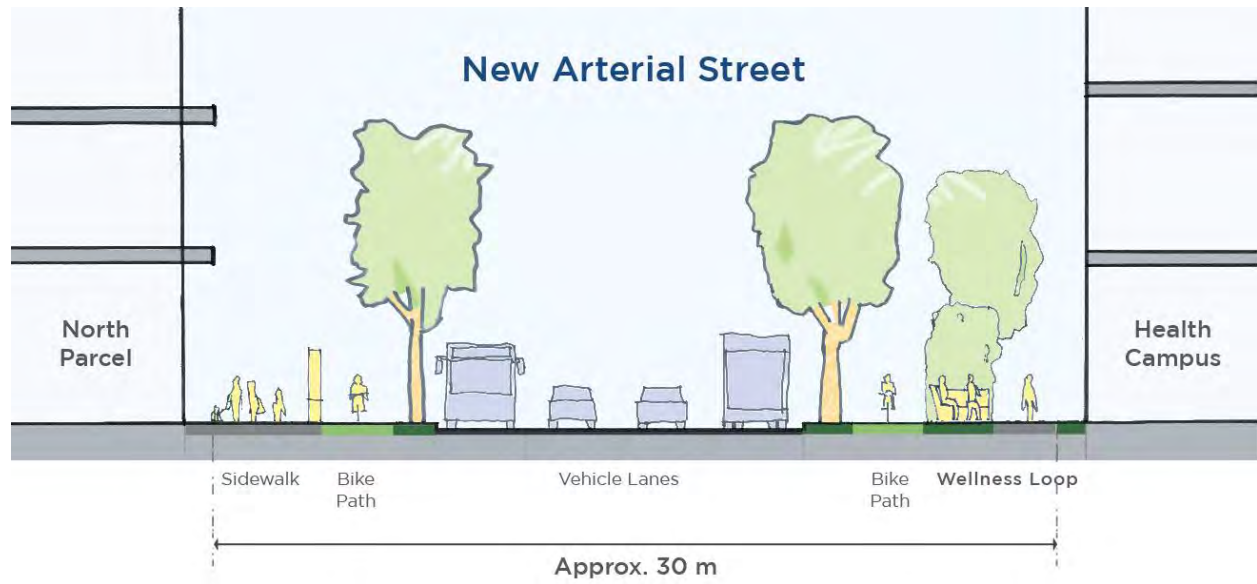 New Arterial Street
North
Parcel
Health
Campus
Sidewalk
Bike
Path
Vehicle Lanes
Bike
Path
Wellness Loop
Approx. 30 m